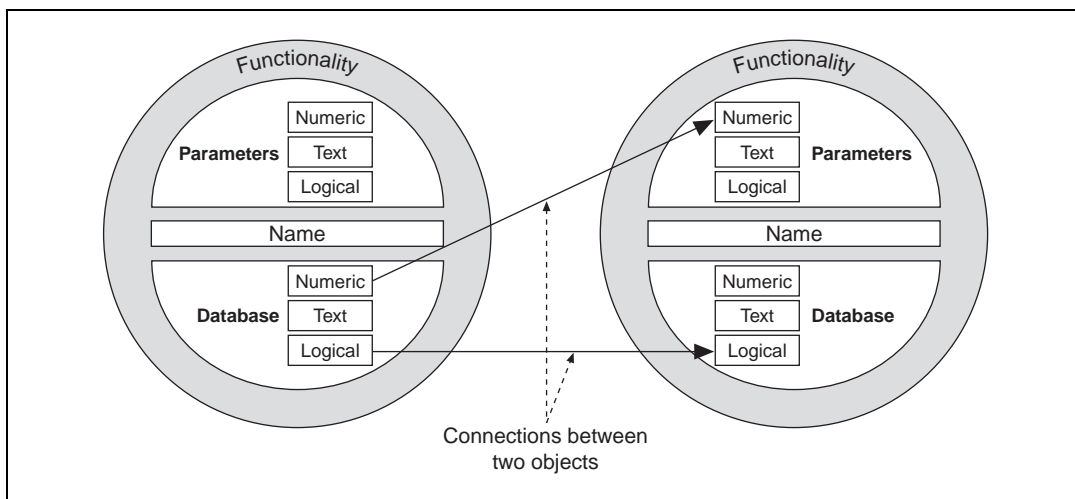 Functionality
Numeric
Parameters
Text
Logical
Name
Numeric
Database
Text
Logical
Functionality
Numeric
Text
Parameters
Logical
Name
Numeric
Text
Database
Logical
Connections between
two objects